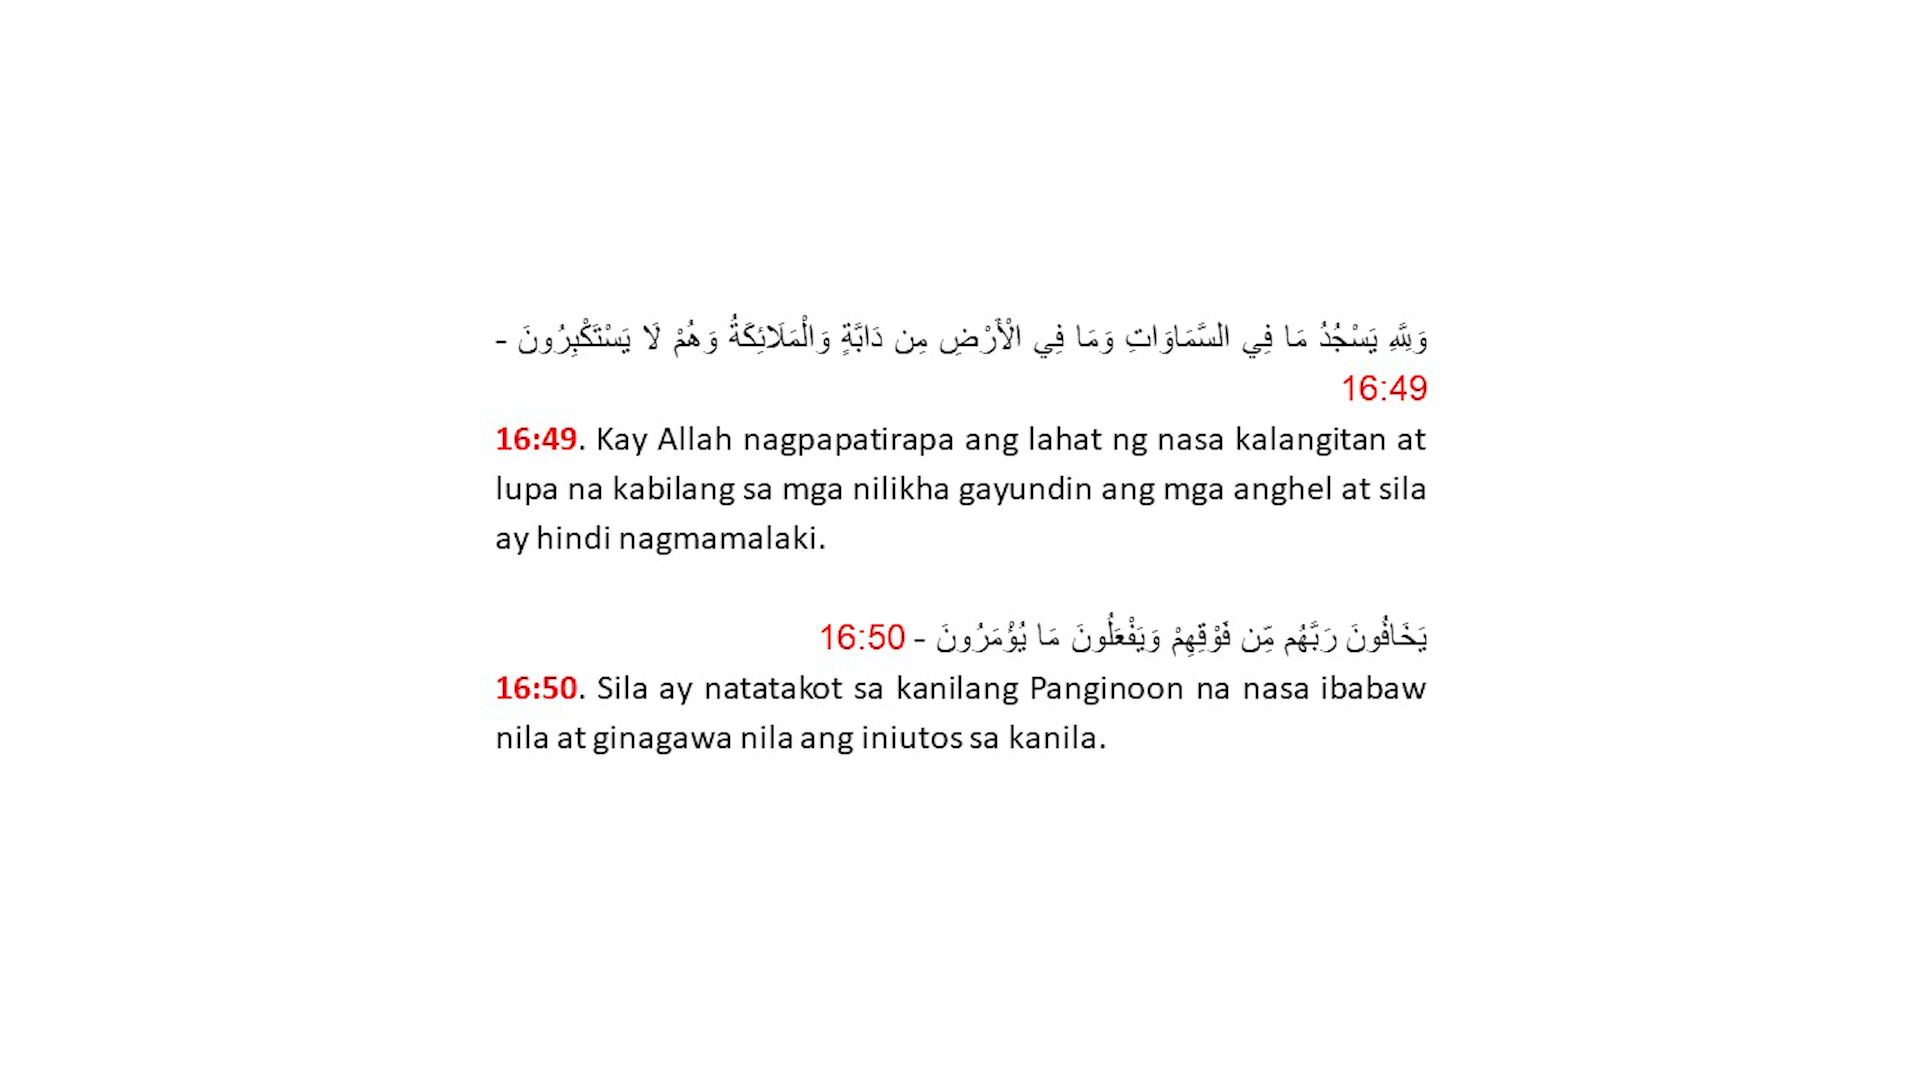 وَلِلَّهِ يَسْجُدُ مَا فِي السَّمَاوَاتِ وَمَا فِي الْأَرْضِ مِن دَابَّةٍ وَالْمَلَائِكَةُ وَهُمْ لَا يَسْتَكْبِرُونَ -
16:49
16:49. Kay Allah nagpapatirapa ang lahat ng nasa kalangitan at
lupa na kabilang sa mga nilikha gayundin ang mga anghel at sila
ay hindi nagmamalaki.
يَخَافُونَ رَبَّهُم مِّن فَوْقِهِمْ وَيَفْعَلُونَ مَا يُؤْمَرُونَ - 16:50
16:50. Sila ay natatakot sa kanilang Panginoon na nasa ibabaw
nila at ginagawa nila ang iniutos sa kanila.